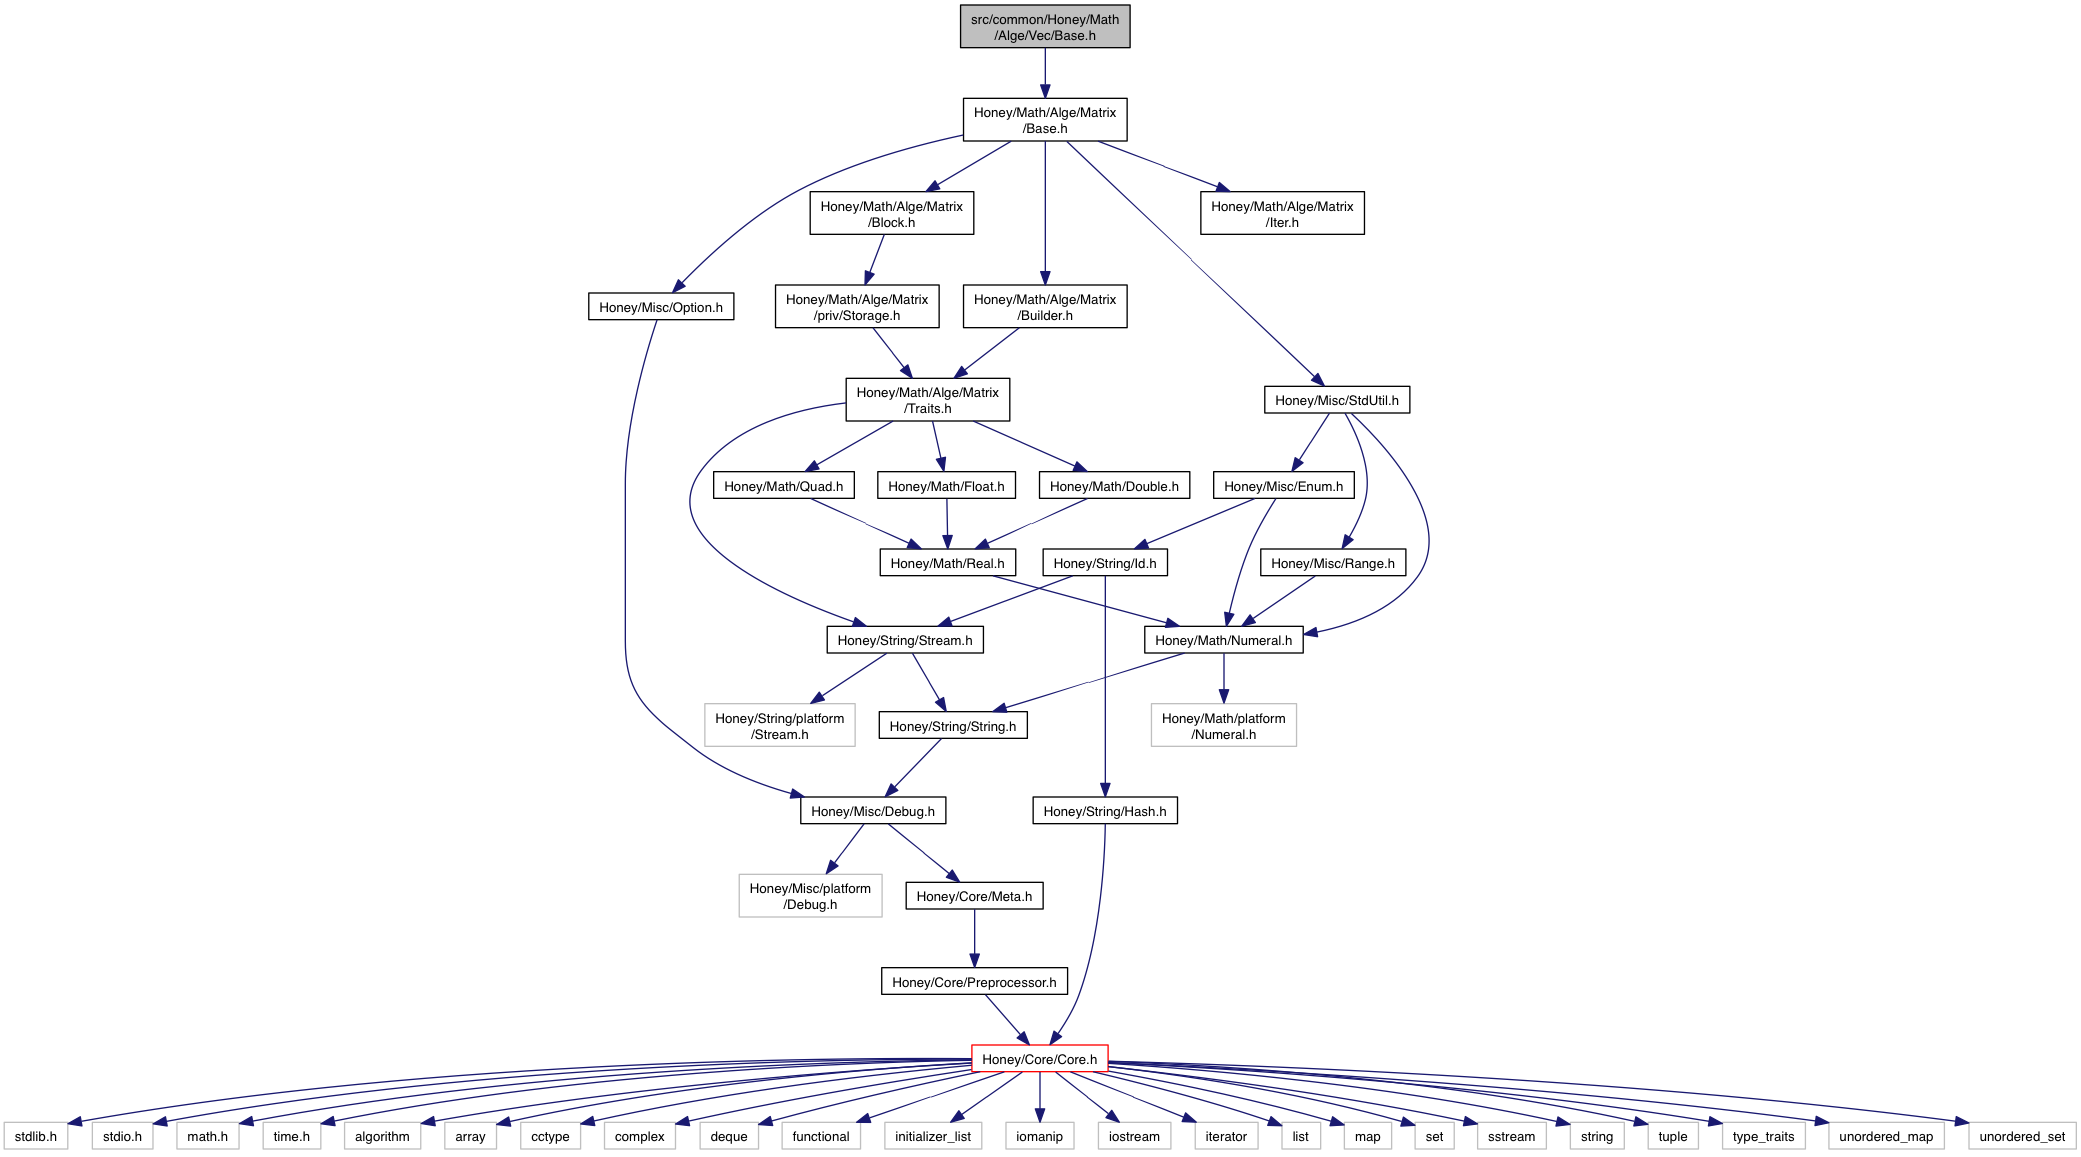 src/common/Honey/Math
/Alge/Vec/Base.h
Honey/Math/Alge/Matrix
/Base.h
Honey/Math/Alge/Matrix
/Block.h
Honey/Math/Alge/Matrix
/Iter.h
Honey/Misc/Option.h
Honey/Math/Alge/Matrix
/priv/Storage.h
Honey/Math/Alge/Matrix
/Builder.h
Honey/Math/Alge/Matrix
/Traits.h
Honey/Misc/StdUtil.h
Honey/Math/Quad.h
Honey/Math/Float.h
Honey/Math/Double.h
Honey/Misc/Enum.h
Honey/Math/Real.h
Honey/String/Id.h
Honey/Misc/Range.h
Honey/String/Stream.h
Honey/Math/Numeral.h
Honey/String/platform
/Stream.h
Honey/String/String.h
Honey/Math/platform
/Numeral.h
Honey/Misc/Debug.h
Honey/String/Hash.h
Honey/Misc/platform
/Debug.h
Honey/Core/Meta.h
Honey/Core/Preprocessor.h
Honey/Core/Core.h
stdlib.h
stdio.h
math.h
time.h
algorithm
array
cctype
complex
deque
functional
initializer_list
iomanip
iostream
iterator
list
map
set
sstream
string
tuple
type_traits
unordered_map
unordered_set